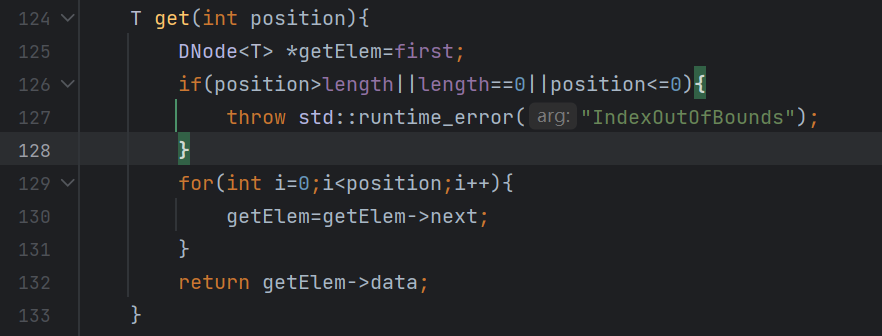 124 T get(int position){
125 DNode<T> *getElem=first;
126 if(position>length||length==0||position<=0){
127 throw std::runtime_error( arg: "IndexOutOfBounds");
128 }
129 for(int i=0;i<position;i++){
130 getElem=getElem->next;
131 }
132 return getElem->data;
133 }